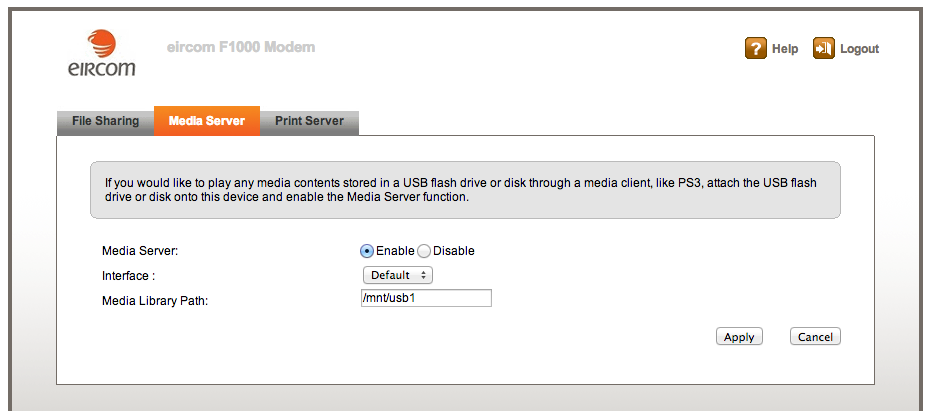 eircom
eircom F1000 Modem
Help
Logout
File Sharing
Media Server
Print Server
If you would like to play any media contents stored in a USB flash drive or disk through a media client, like PS3, attach the USB flash
drive or disk onto this device and enable the Media Server function.
Media Server:
Enable
Disable
Interface :
Default
Media Library Path:
/mnt/usb1
Apply
Cancel